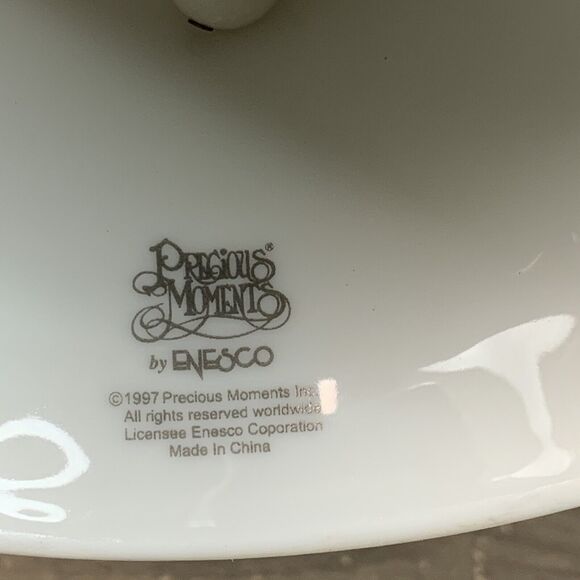 PRECIOUS®
MOMENTS
by ENESCO
©1997 Precious Moments Inc.
All rights reserved worldwide
Licensee Enesco Coporation
Made In China